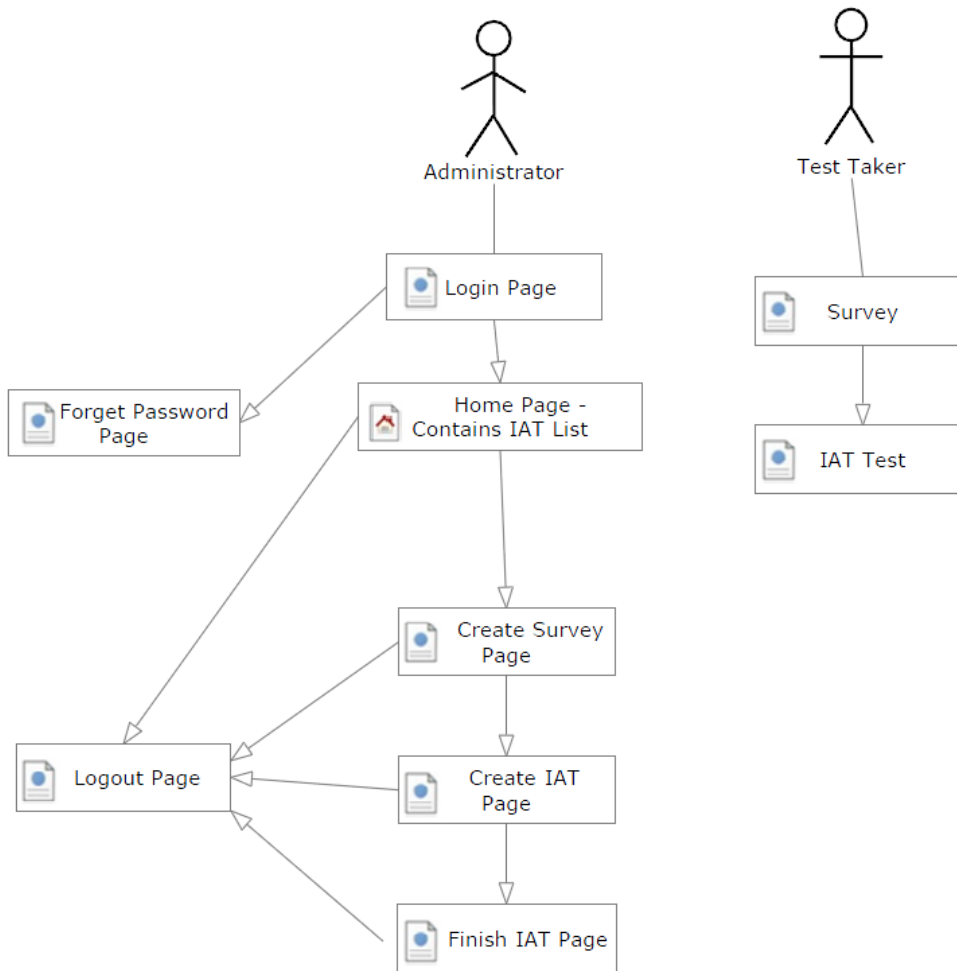 Administrator
Test Taker
Login Page
Survey
Forget Password
Page
Home Page -
Contains IAT List
IAT Test
Create Survey
Page
Logout Page
Create IAT
Page
Finish IAT Page